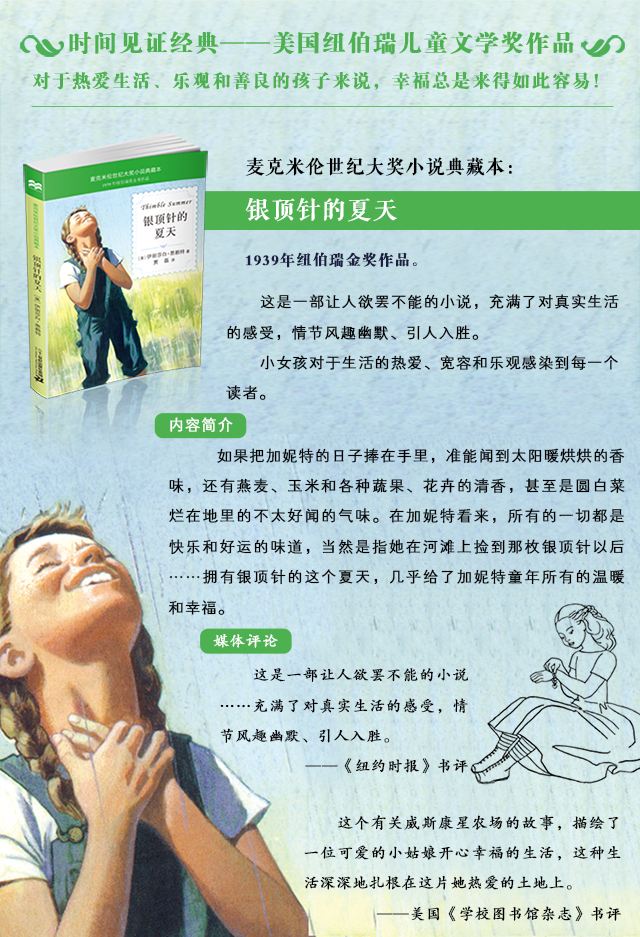 时间见证经典——美国纽伯瑞儿童文学奖作品
对于热爱生活、乐观和善良的孩子来说，幸福总是来得如此容易！
麦克米伦世纪大奖小说典藏本
1939年纽伯瑞金奖作品
Thimble Summer
银顶针的
夏天
银顶针的夏天
麦克米伦世纪大奖小说典藏本：
银顶针的夏天
1939年纽伯瑞金奖作品。
这是一部让人欲罢不能的小说，充满了对真实生活
的感受，情节风趣幽默、引人入胜。
小女孩对于生活的热爱、宽容和乐观感染到每一个
读者。
内容简介
如果把加妮特的日子捧在手里，准能闻到太阳暖烘烘的香
味，还有燕麦、玉米和各种蔬果、花卉的清香，甚至是圆白菜
烂在地里的不太好闻的气味。在加妮特看来，所有的一切都是
快乐和好运的味道，当然是指她在河滩上捡到那枚银顶针以后
……拥有银顶针的这个夏天，几乎给了加妮特童年所有的温暖
和幸福。
媒体评论
这是一部让人欲罢不能的小说
……充满了对真实生活的感受，情
节风趣幽默、引人入胜。
——《纽约时报》书评
这个有关威斯康星农场的故事，描绘了
一位可爱的小姑娘开心幸福的生活，这种生
活深深地扎根在这片她热爱的土地上。
——美国《学校图书馆杂志》书评